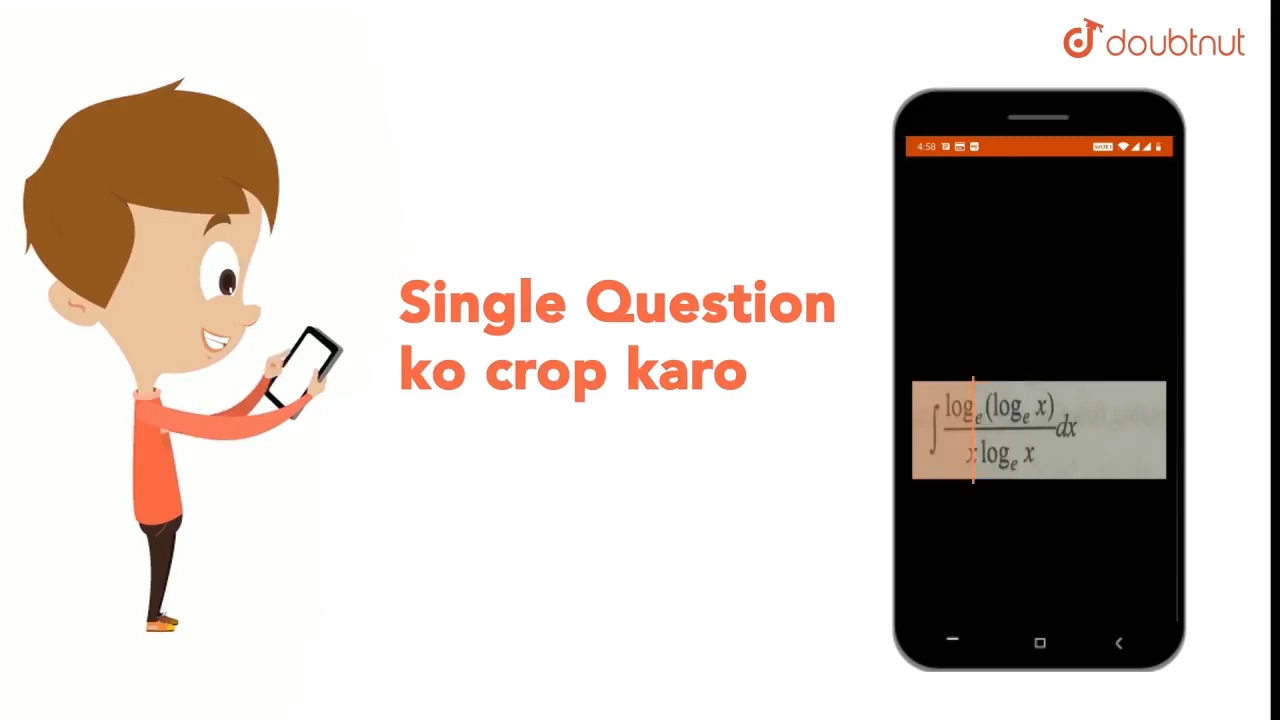 doubtnut
4:58
Single Question
ko crop karo
∫ logₑ(logₑ x) / x logₑ x dx